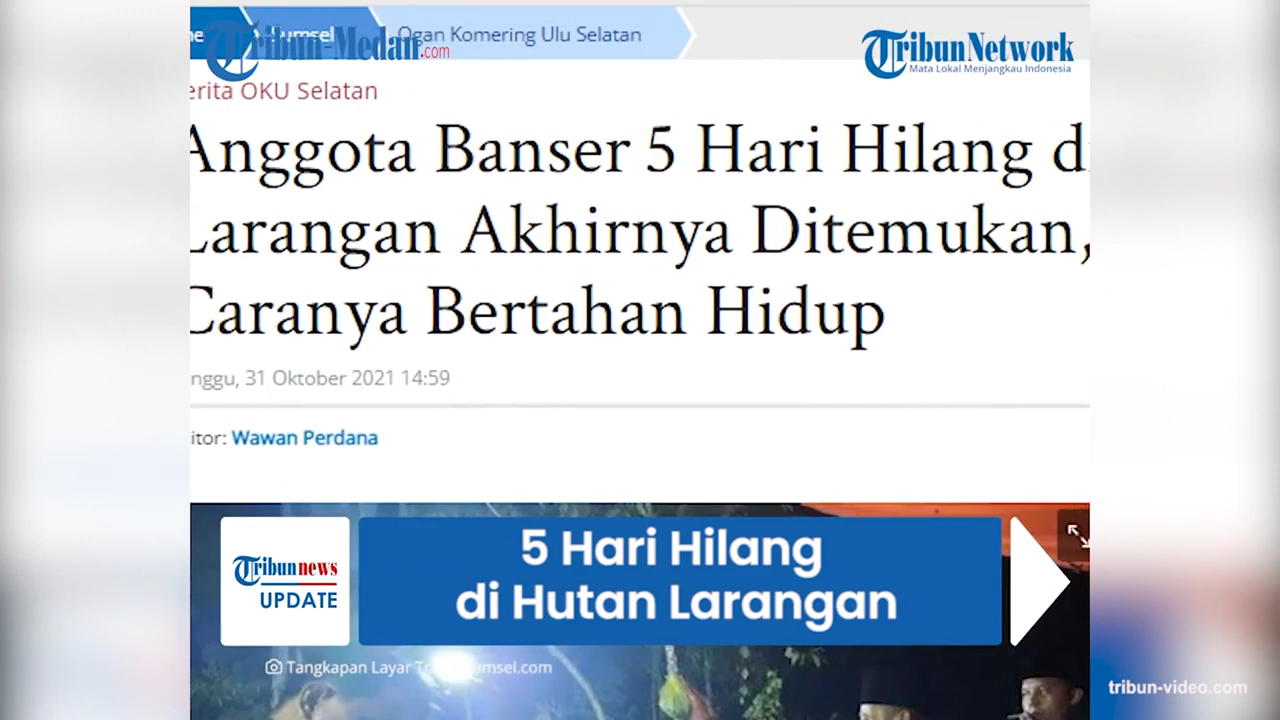 Sumsel
Ogan Komering Ulu Selatan
Tribun-Medan.com
TribunNetwork
Mata Lokal Menjangkau Indonesia
erita OKU Selatan
Anggota Banser 5 Hari Hilang di
Larangan Akhirnya Ditemukan,
Caranya Bertahan Hidup
nggu, 31 Oktober 2021 14:59
itor: Wawan Perdana
Tribunnews
UPDATE
5 Hari Hilang
di Hutan Larangan
Tangkapan Layar
tribun-video.com